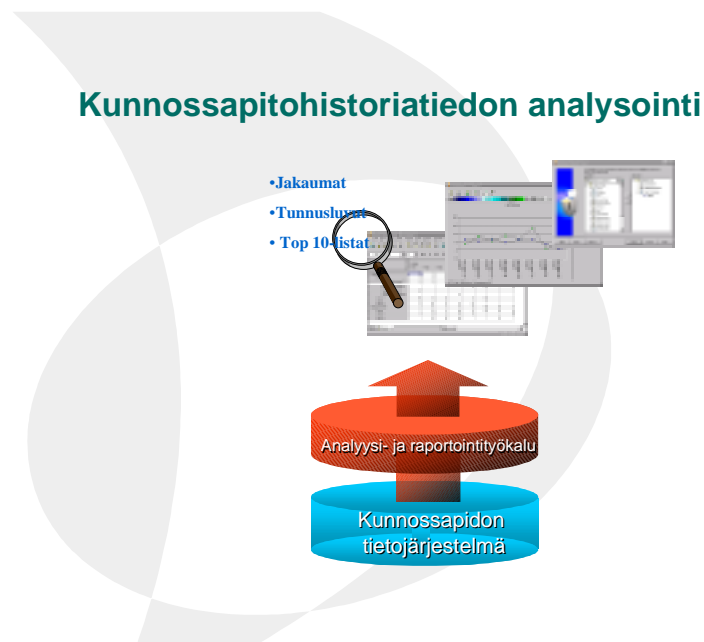 Kunnossapitohistoriatiedon analysointi
•Jakaumat
•Tunnusluvut
• Top 10-listat
Analyysi- ja raportointityökalu
Kunnossapidon
tietojärjestelmä